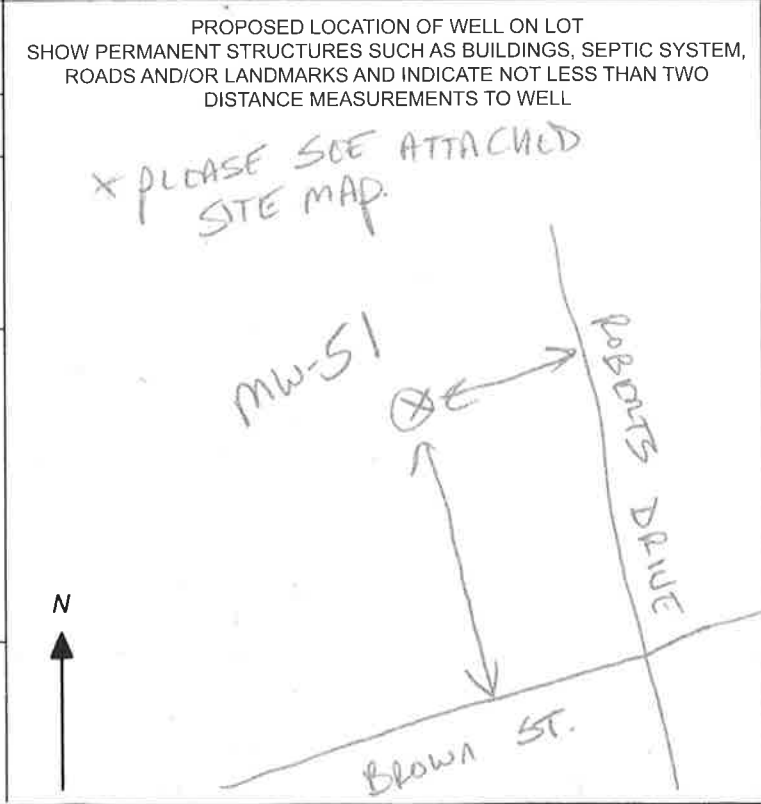 PROPOSED LOCATION OF WELL ON LOT
SHOW PERMANENT STRUCTURES SUCH AS BUILDINGS, SEPTIC SYSTEM,
ROADS AND/OR LANDMARKS AND INDICATE NOT LESS THAN TWO
DISTANCE MEASUREMENTS TO WELL
* PLEASE SEE ATTACHED
SITE MAP.
MW-51
ROBERTS DRIVE
N
BROWN ST.